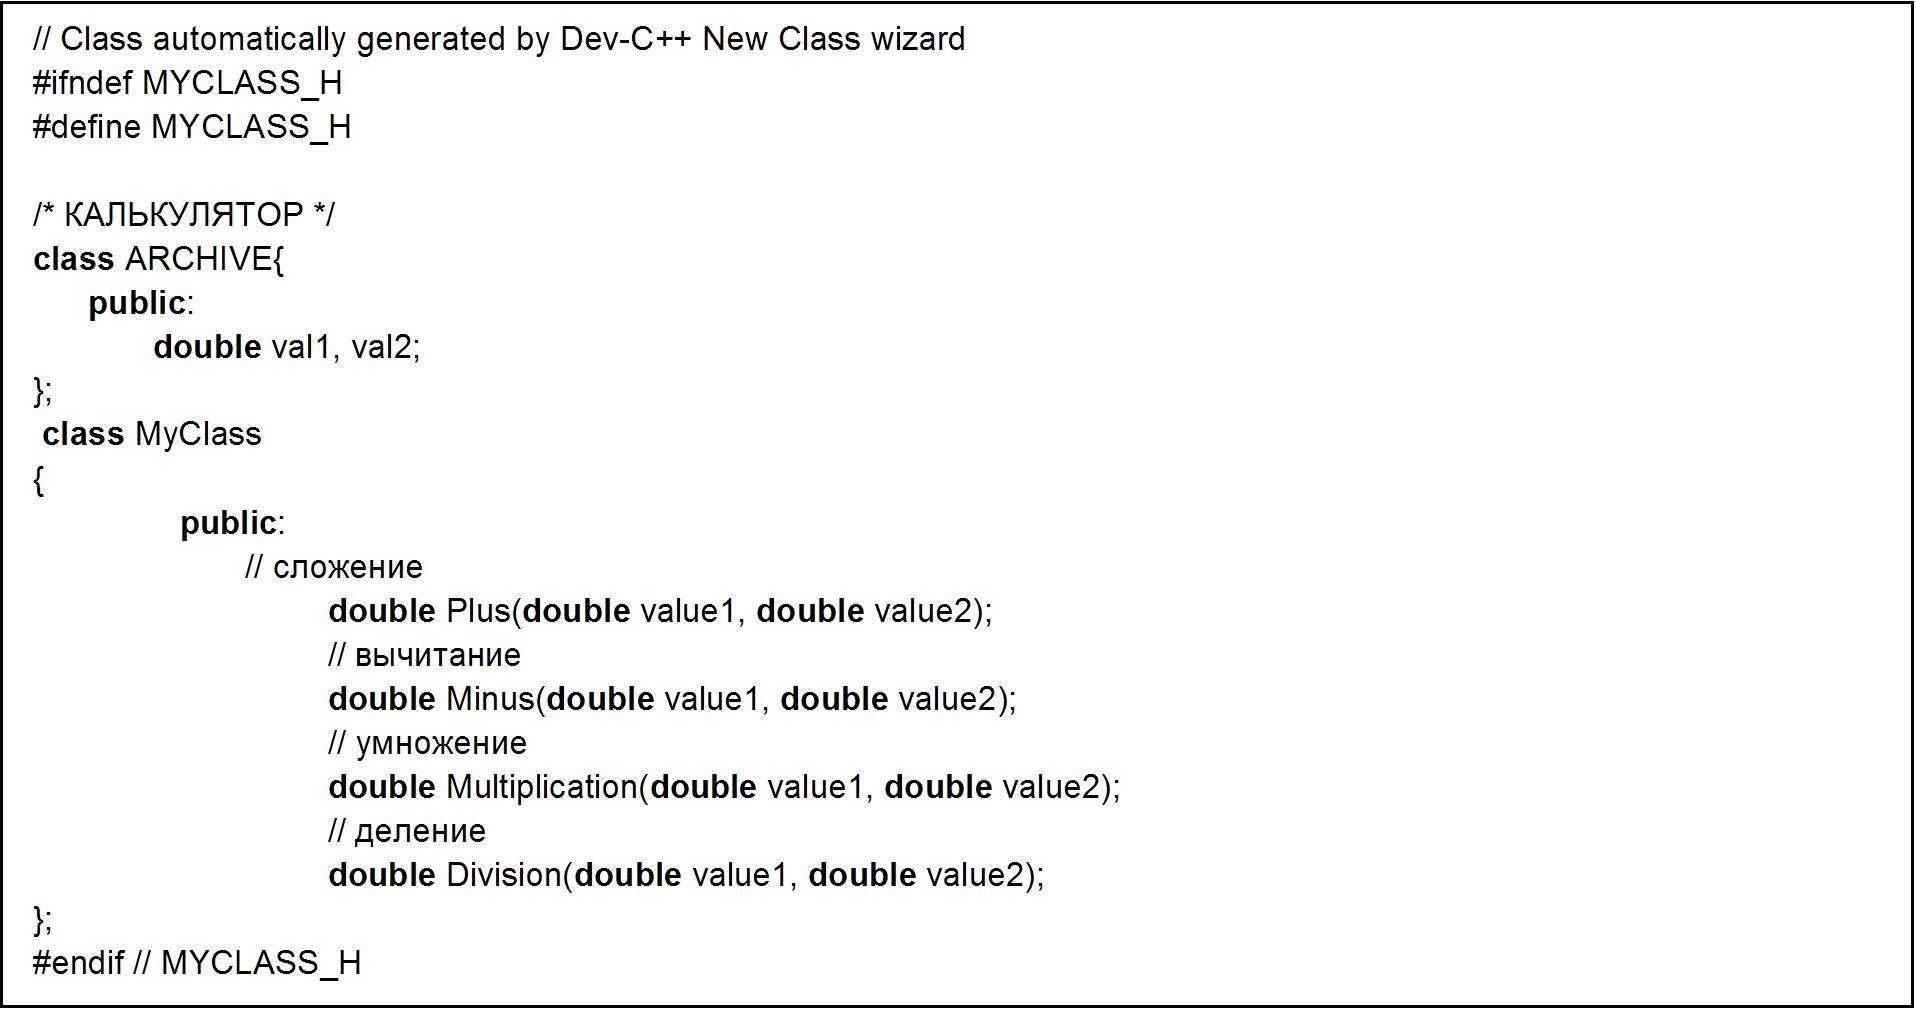 // Class automatically generated by Dev-C++ New Class wizard
#ifndef MYCLASS_H
#define MYCLASS_H
/* КАЛЬКУЛЯТОР */
class ARCHIVE{
public:
double val1, val2;
};
class MyClass
{
public:
// сложение
double Plus(double value1, double value2);
// вычитание
double Minus(double value1, double value2);
// умножение
double Multiplication(double value1, double value2);
// деление
double Division(double value1, double value2);
};
#endif // MYCLASS_H